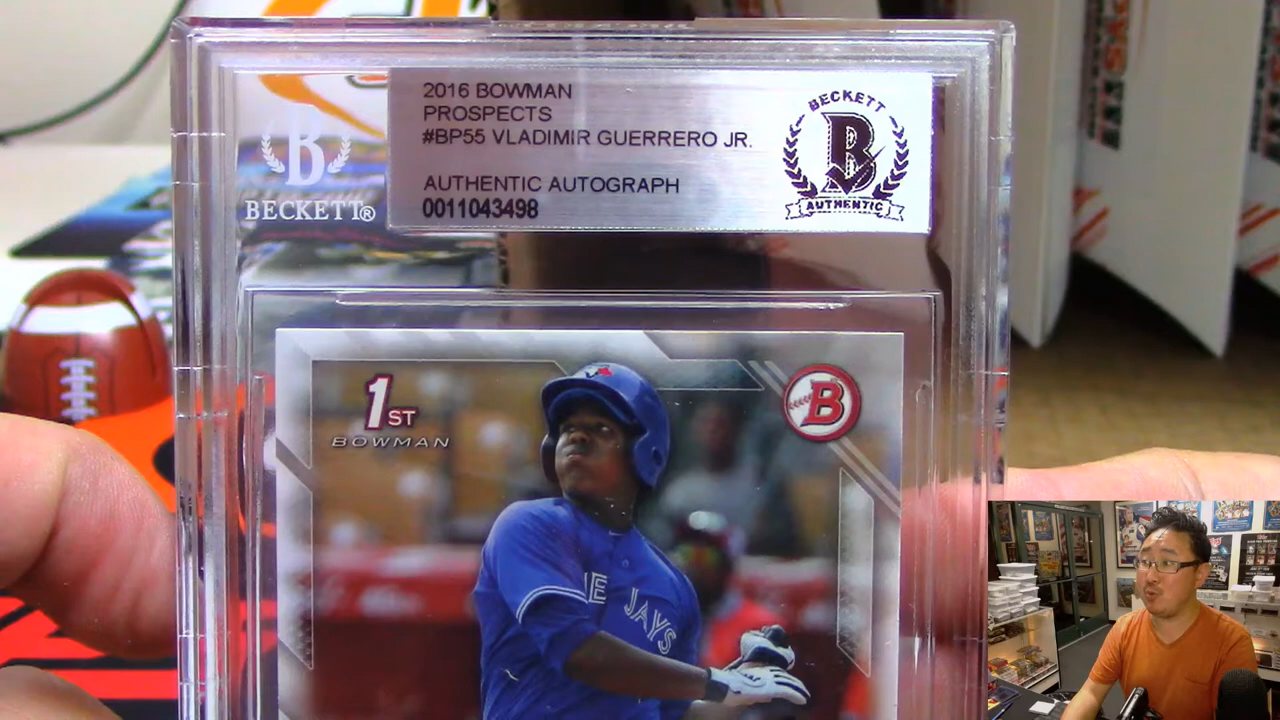 2016 BOWMAN
PROSPECTS
#BP55 VLADIMIR GUERRERO JR.
AUTHENTIC AUTOGRAPH
0011043498
BECKETT
B
AUTHENTIC
B
BECKETT®
1ST
BOWMAN
B
E JAYS